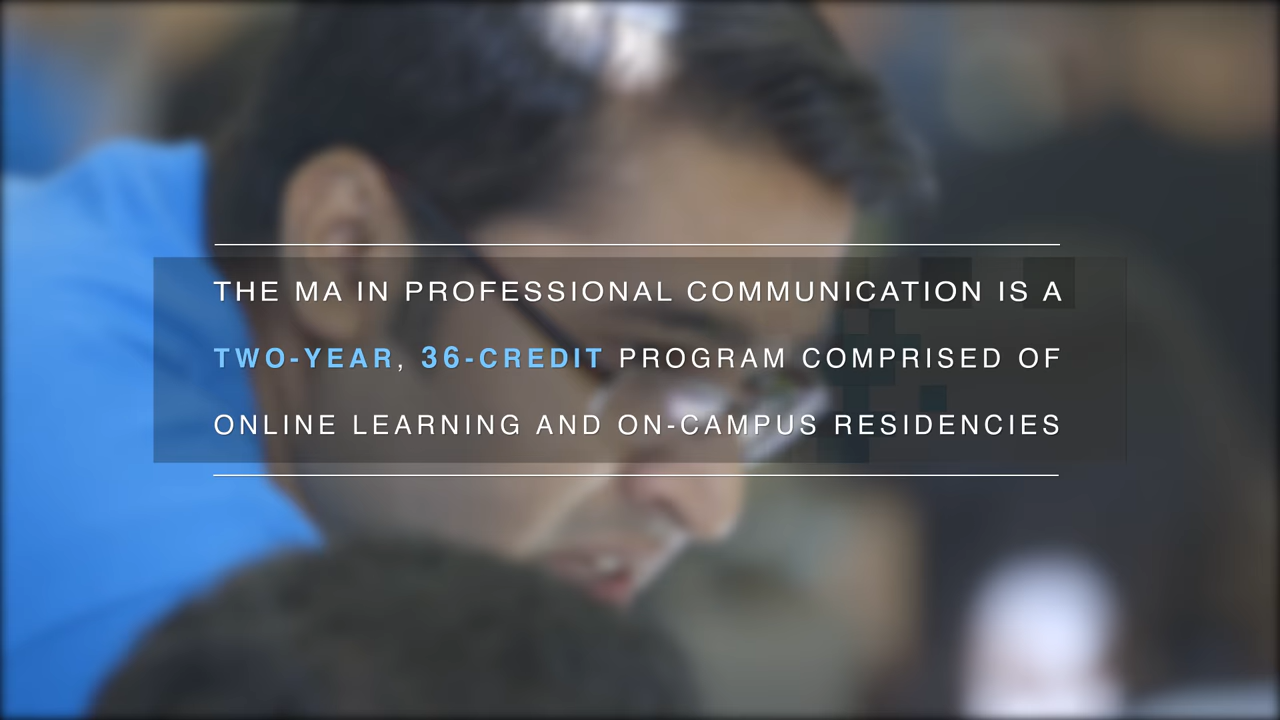 THE MA IN PROFESSIONAL COMMUNICATION IS A
TWO-YEAR, 36-CREDIT PROGRAM COMPRISED OF
ONLINE LEARNING AND ON-CAMPUS RESIDENCIES